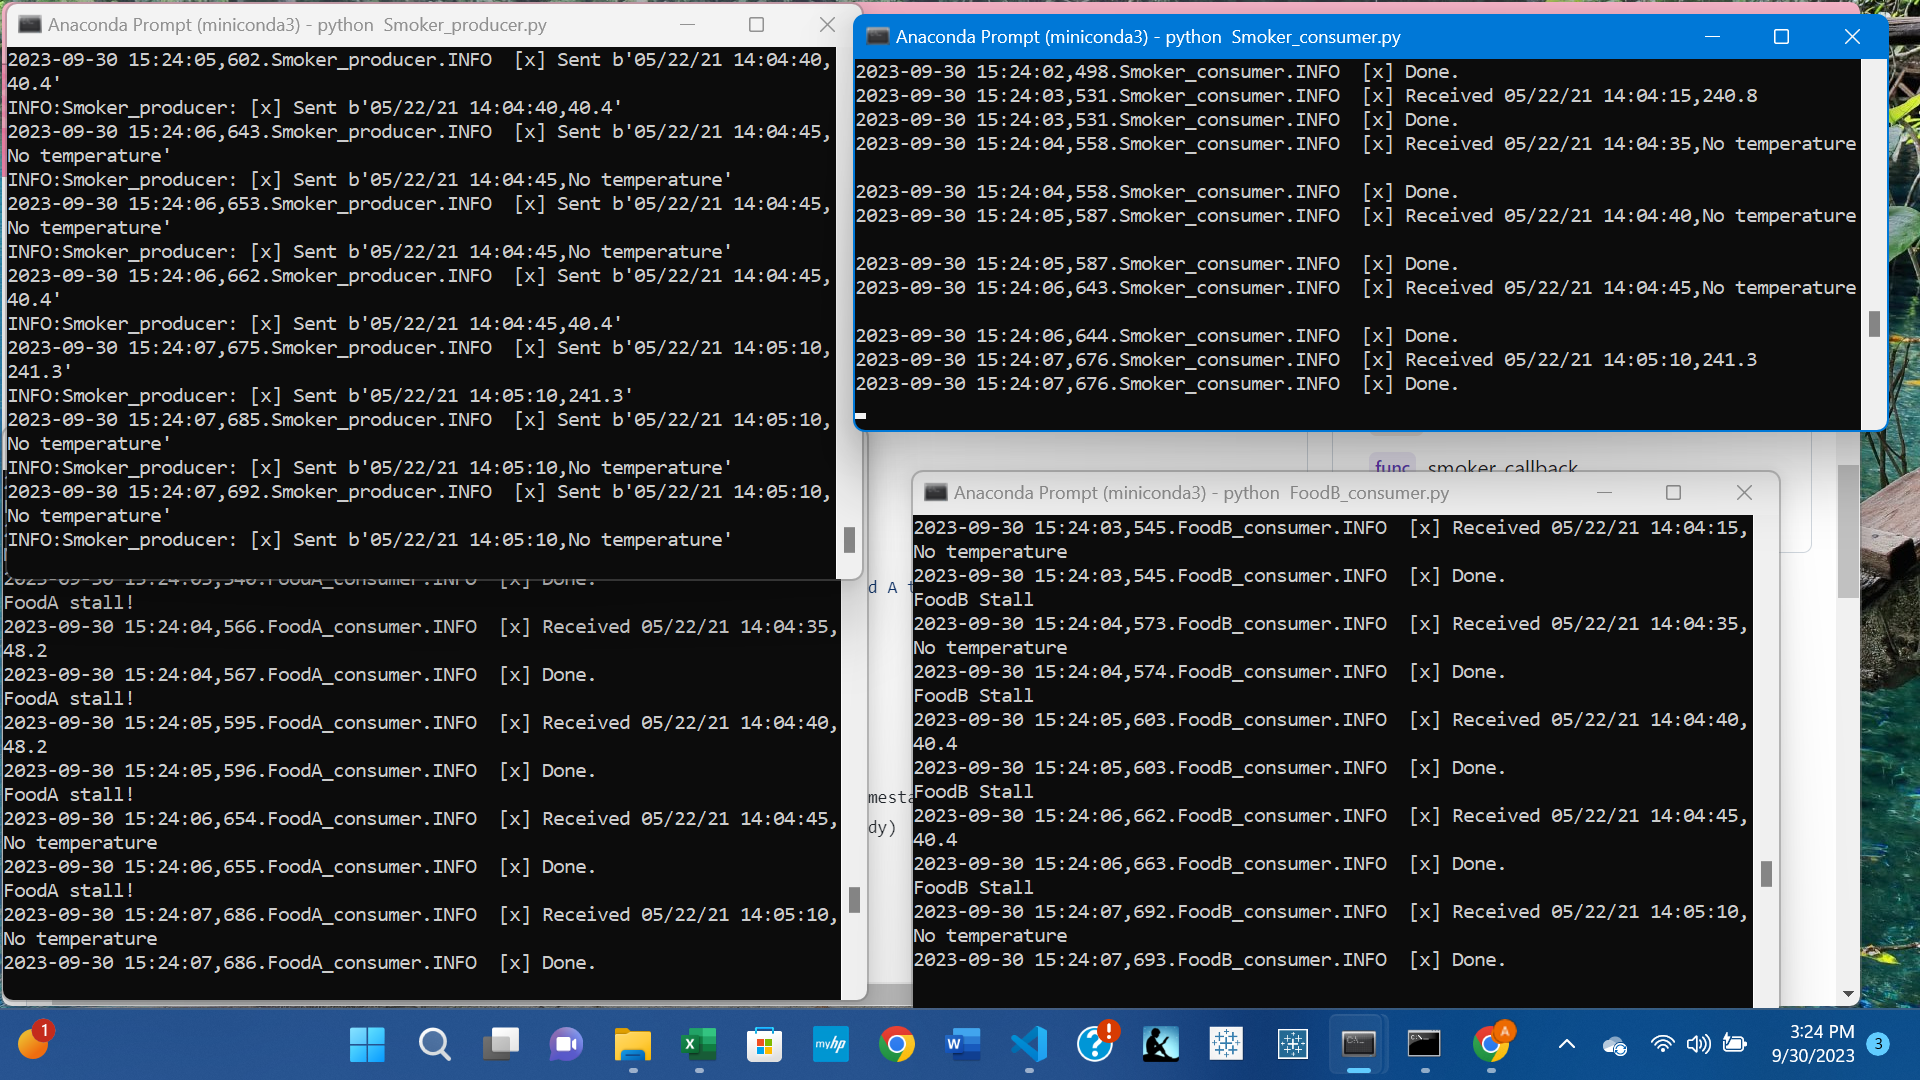 Anaconda Prompt (miniconda3) - python  Smoker_producer.py
2023-09-30 15:24:05,602.Smoker_producer.INFO  [x] Sent b'05/22/21 14:04:40,
40.4'
INFO:Smoker_producer: [x] Sent b'05/22/21 14:04:40,40.4'
2023-09-30 15:24:06,643.Smoker_producer.INFO  [x] Sent b'05/22/21 14:04:45,
No temperature'
INFO:Smoker_producer: [x] Sent b'05/22/21 14:04:45,No temperature'
2023-09-30 15:24:06,653.Smoker_producer.INFO  [x] Sent b'05/22/21 14:04:45,
No temperature'
INFO:Smoker_producer: [x] Sent b'05/22/21 14:04:45,No temperature'
2023-09-30 15:24:06,662.Smoker_producer.INFO  [x] Sent b'05/22/21 14:04:45,
40.4'
INFO:Smoker_producer: [x] Sent b'05/22/21 14:04:45,40.4'
2023-09-30 15:24:07,675.Smoker_producer.INFO  [x] Sent b'05/22/21 14:05:10,
241.3'
INFO:Smoker_producer: [x] Sent b'05/22/21 14:05:10,241.3'
2023-09-30 15:24:07,685.Smoker_producer.INFO  [x] Sent b'05/22/21 14:05:10,
No temperature'
INFO:Smoker_producer: [x] Sent b'05/22/21 14:05:10,No temperature'
2023-09-30 15:24:07,692.Smoker_producer.INFO  [x] Sent b'05/22/21 14:05:10,
No temperature'
INFO:Smoker_producer: [x] Sent b'05/22/21 14:05:10,No temperature'
Anaconda Prompt (miniconda3) - python  Smoker_consumer.py
2023-09-30 15:24:02,498.Smoker_consumer.INFO  [x] Done.
2023-09-30 15:24:03,531.Smoker_consumer.INFO  [x] Received 05/22/21 14:04:15,240.8
2023-09-30 15:24:03,531.Smoker_consumer.INFO  [x] Done.
2023-09-30 15:24:04,558.Smoker_consumer.INFO  [x] Received 05/22/21 14:04:35,No temperature
2023-09-30 15:24:04,558.Smoker_consumer.INFO  [x] Done.
2023-09-30 15:24:05,587.Smoker_consumer.INFO  [x] Received 05/22/21 14:04:40,No temperature
2023-09-30 15:24:05,587.Smoker_consumer.INFO  [x] Done.
2023-09-30 15:24:06,643.Smoker_consumer.INFO  [x] Received 05/22/21 14:04:45,No temperature
2023-09-30 15:24:06,644.Smoker_consumer.INFO  [x] Done.
2023-09-30 15:24:07,676.Smoker_consumer.INFO  [x] Received 05/22/21 14:05:10,241.3
2023-09-30 15:24:07,676.Smoker_consumer.INFO  [x] Done.
func smoker_callback
d A t
mesta
dy)
2023-09-30 15:24:03,540.FoodA_consumer.INFO  [x] Done.
FoodA stall!
2023-09-30 15:24:04,566.FoodA_consumer.INFO  [x] Received 05/22/21 14:04:35,
48.2
2023-09-30 15:24:04,567.FoodA_consumer.INFO  [x] Done.
FoodA stall!
2023-09-30 15:24:05,595.FoodA_consumer.INFO  [x] Received 05/22/21 14:04:40,
48.2
2023-09-30 15:24:05,596.FoodA_consumer.INFO  [x] Done.
FoodA stall!
2023-09-30 15:24:06,654.FoodA_consumer.INFO  [x] Received 05/22/21 14:04:45,
No temperature
2023-09-30 15:24:06,655.FoodA_consumer.INFO  [x] Done.
FoodA stall!
2023-09-30 15:24:07,686.FoodA_consumer.INFO  [x] Received 05/22/21 14:05:10,
No temperature
2023-09-30 15:24:07,686.FoodA_consumer.INFO  [x] Done.
Anaconda Prompt (miniconda3) - python  FoodB_consumer.py
2023-09-30 15:24:03,545.FoodB_consumer.INFO  [x] Received 05/22/21 14:04:15,
No temperature
2023-09-30 15:24:03,545.FoodB_consumer.INFO  [x] Done.
FoodB Stall
2023-09-30 15:24:04,573.FoodB_consumer.INFO  [x] Received 05/22/21 14:04:35,
No temperature
2023-09-30 15:24:04,574.FoodB_consumer.INFO  [x] Done.
FoodB Stall
2023-09-30 15:24:05,603.FoodB_consumer.INFO  [x] Received 05/22/21 14:04:40,
40.4
2023-09-30 15:24:05,603.FoodB_consumer.INFO  [x] Done.
FoodB Stall
2023-09-30 15:24:06,662.FoodB_consumer.INFO  [x] Received 05/22/21 14:04:45,
40.4
2023-09-30 15:24:06,663.FoodB_consumer.INFO  [x] Done.
FoodB Stall
2023-09-30 15:24:07,692.FoodB_consumer.INFO  [x] Received 05/22/21 14:05:10,
No temperature
2023-09-30 15:24:07,693.FoodB_consumer.INFO  [x] Done.
1
myhp
A
3:24 PM
9/30/2023
3